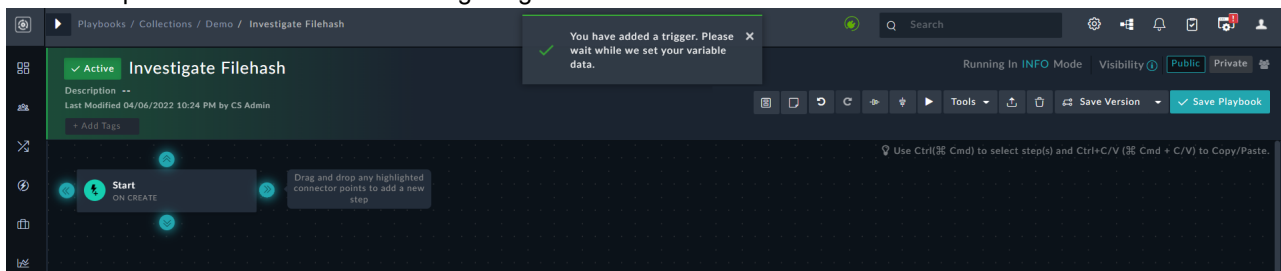 Playbooks / Collections / Demo / Investigate Filehash
You have added a trigger. Please
wait while we set your variable
data.
Search
✓ Active Investigate Filehash
Running In INFO Mode Visibility Public Private
Description --
Last Modified 04/06/2022 10:24 PM by CS Admin
Tools Save Version ✓ Save Playbook
+ Add Tags
Use Ctrl(⌘ Cmd) to select step(s) and Ctrl+C/V (⌘ Cmd + C/V) to Copy/Paste.
Start
ON CREATE
Drag and drop any highlighted
connector points to add a new
step